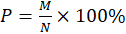 P = M/N × 100%